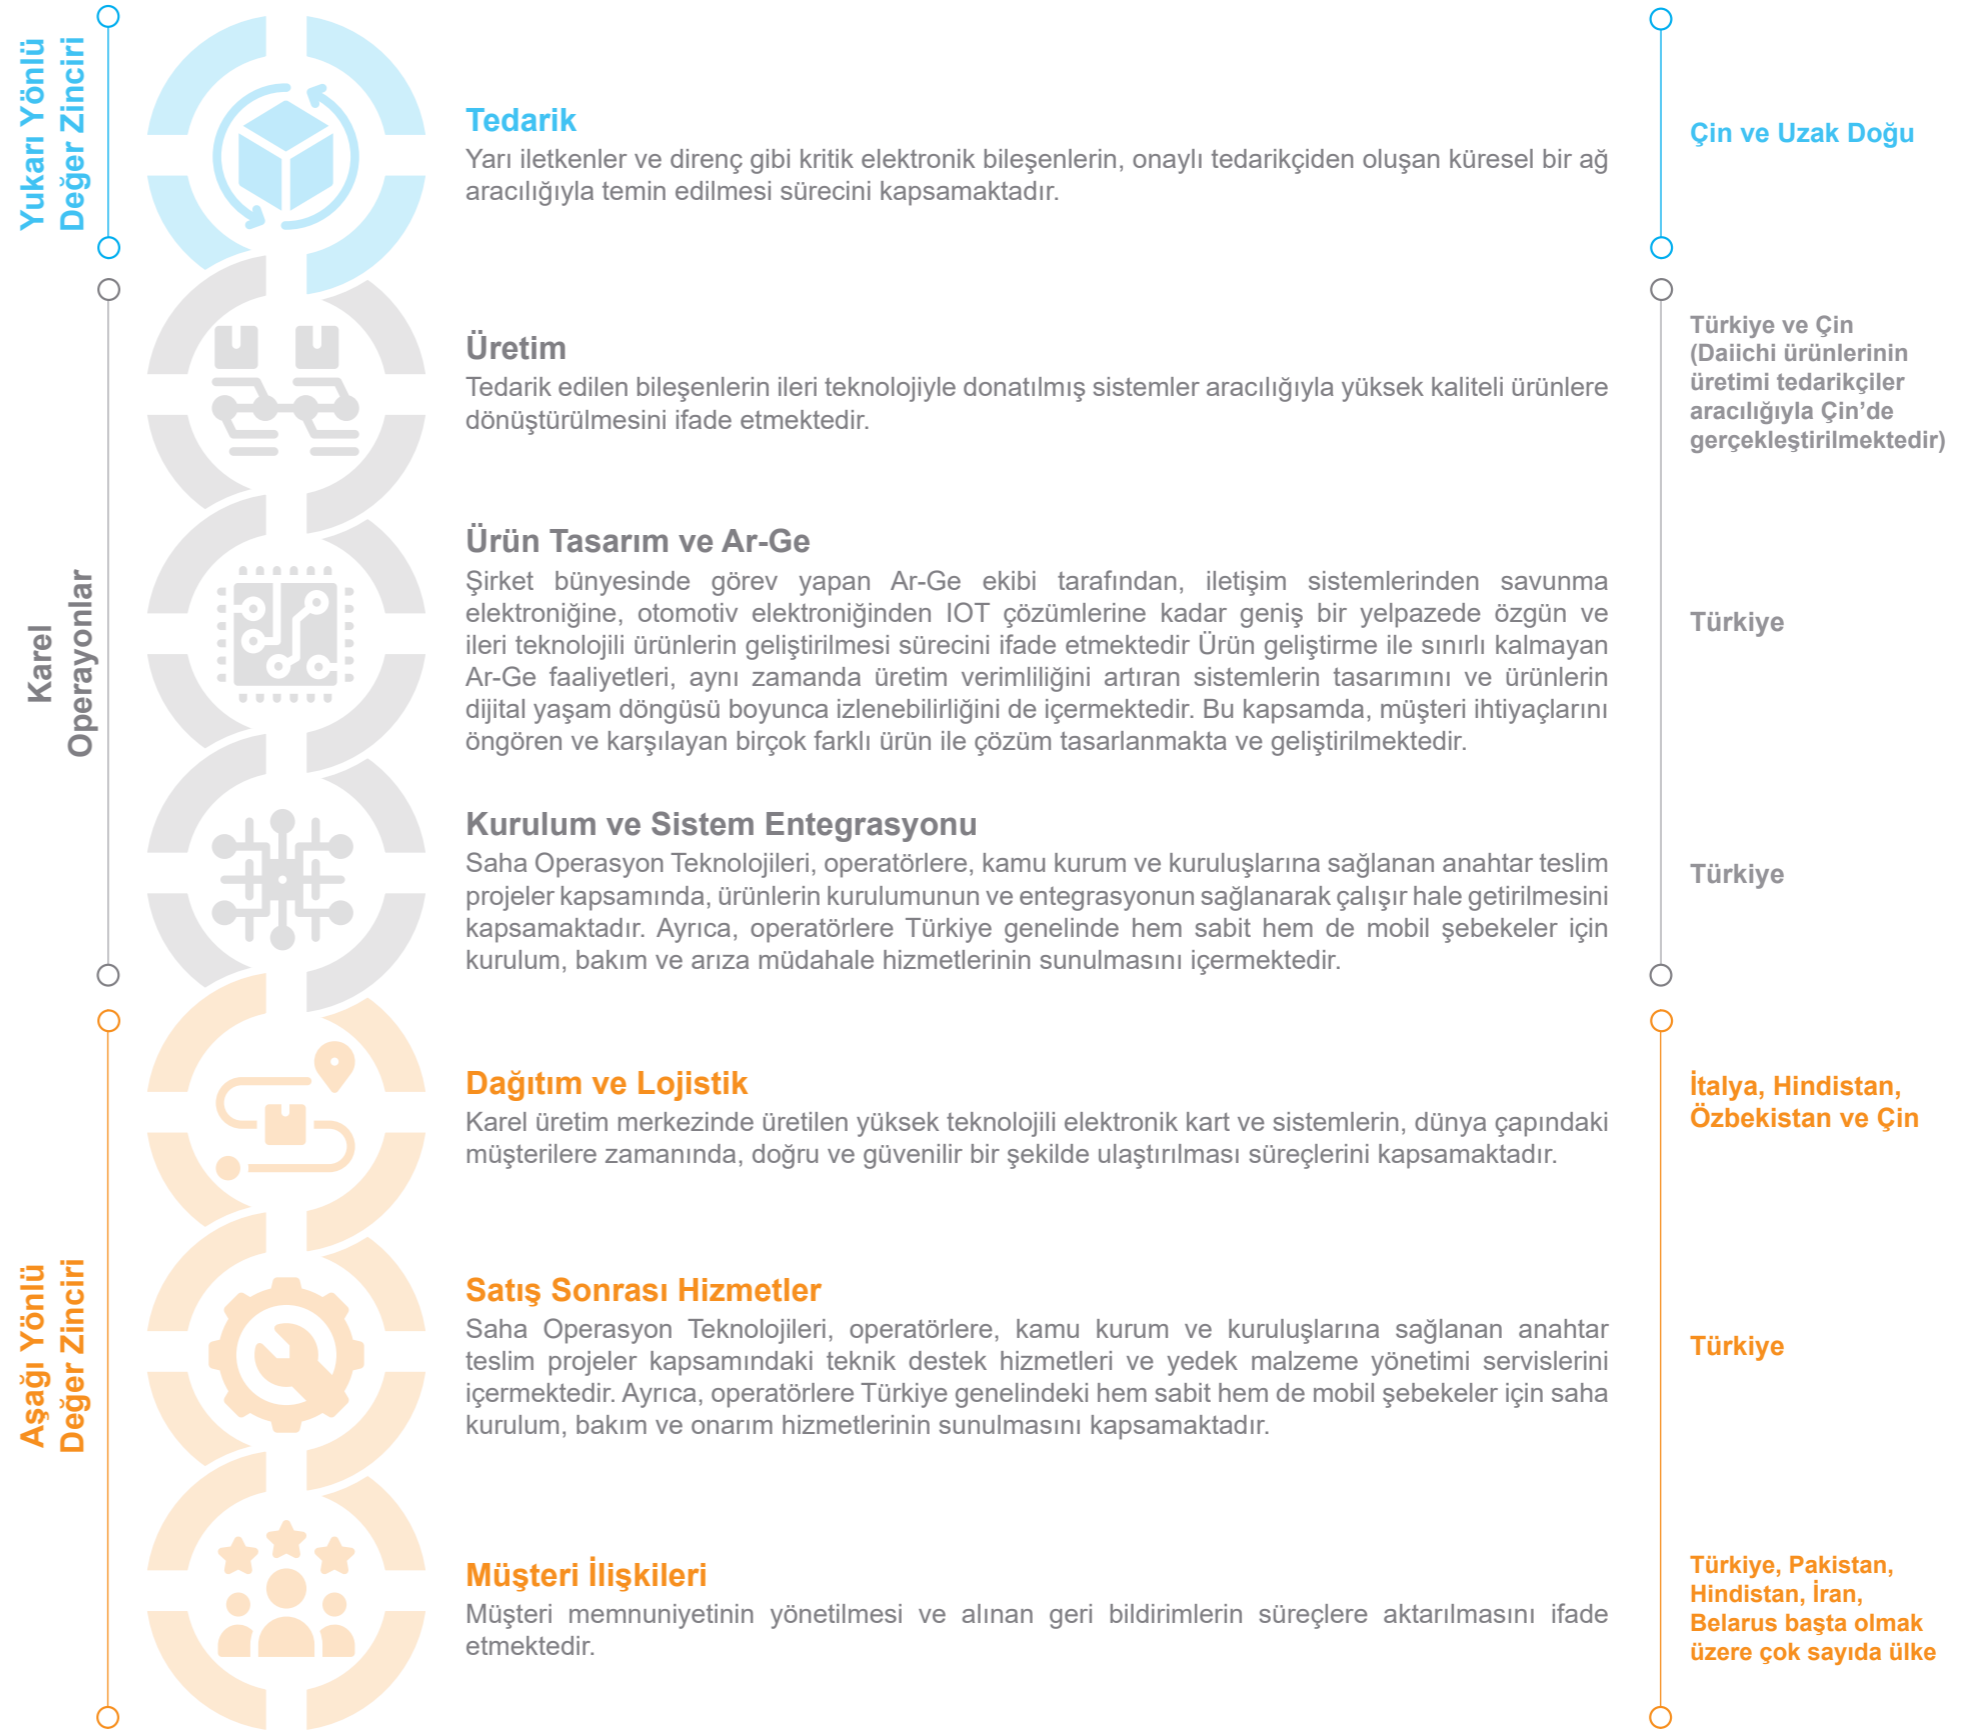 Yukarı Yönlü
Değer Zinciri
Tedarik
Yarı iletkenler ve direnç gibi kritik elektronik bileşenlerin, onaylı tedarikçiden oluşan küresel bir ağ
aracılığıyla temin edilmesi sürecini kapsamaktadır.
Çin ve Uzak Doğu
Karel
Operayonlar
Üretim
Tedarik edilen bileşenlerin ileri teknolojiyle donatılmış sistemler aracılığıyla yüksek kaliteli ürünlere
dönüştürülmesini ifade etmektedir.
Türkiye ve Çin
(Daiichi ürünlerinin
üretimi tedarikçiler
aracılığıyla Çin’de
gerçekleştirilmektedir)
Ürün Tasarım ve Ar-Ge
Şirket bünyesinde görev yapan Ar-Ge ekibi tarafından, iletişim sistemlerinden savunma
elektroniğine, otomotiv elektroniğinden IOT çözümlerine kadar geniş bir yelpazede özgün ve
ileri teknolojili ürünlerin geliştirilmesi sürecini ifade etmektedir Ürün geliştirme ile sınırlı kalmayan
Ar-Ge faaliyetleri, aynı zamanda üretim verimliliğini artıran sistemlerin tasarımını ve ürünlerin
dijital yaşam döngüsü boyunca izlenebilirliğini de içermektedir. Bu kapsamda, müşteri ihtiyaçlarını
öngören ve karşılayan birçok farklı ürün ile çözüm tasarlanmakta ve geliştirilmektedir.
Türkiye
Kurulum ve Sistem Entegrasyonu
Saha Operasyon Teknolojileri, operatörlere, kamu kurum ve kuruluşlarına sağlanan anahtar teslim
projeler kapsamında, ürünlerin kurulumunun ve entegrasyonun sağlanarak çalışır hale getirilmesini
kapsamaktadır. Ayrıca, operatörlere Türkiye genelinde hem sabit hem de mobil şebekeler için
kurulum, bakım ve arıza müdahale hizmetlerinin sunulmasını içermektedir.
Türkiye
Aşağı Yönlü
Değer Zinciri
Dağıtım ve Lojistik
Karel üretim merkezinde üretilen yüksek teknolojili elektronik kart ve sistemlerin, dünya çapındaki
müşterilere zamanında, doğru ve güvenilir bir şekilde ulaştırılması süreçlerini kapsamaktadır.
İtalya, Hindistan,
Özbekistan ve Çin
Satış Sonrası Hizmetler
Saha Operasyon Teknolojileri, operatörlere, kamu kurum ve kuruluşlarına sağlanan anahtar
teslim projeler kapsamındaki teknik destek hizmetleri ve yedek malzeme yönetimi servislerini
içermektedir. Ayrıca, operatörlere Türkiye genelindeki hem sabit hem de mobil şebekeler için saha
kurulum, bakım ve onarım hizmetlerinin sunulmasını kapsamaktadır.
Türkiye
Müşteri İlişkileri
Müşteri memnuniyetinin yönetilmesi ve alınan geri bildirimlerin süreçlere aktarılmasını ifade
etmektedir.
Türkiye, Pakistan,
Hindistan, İran,
Belarus başta olmak
üzere çok sayıda ülke